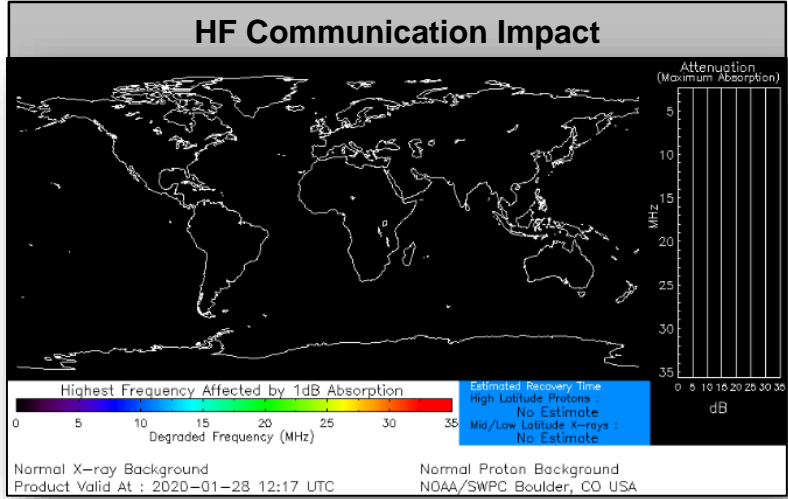 HF Communication Impact
Attenuation
(Maximum Absorption)
5
10
15
20
25
30
35
MHz
0 5 10 15 20 25 30 35
dB
Highest Frequency Affected by 1dB Absorption
0 5 10 15 20 25 30 35
Degraded Frequency (MHz)
Estimated Recovery Time
High Latitude Protons :
No Estimate
Mid/Low Latitude X-rays :
No Estimate
Normal X-ray Background
Normal Proton Background
Product Valid At : 2020-01-28 12:17 UTC
NOAA/SWPC Boulder, CO USA